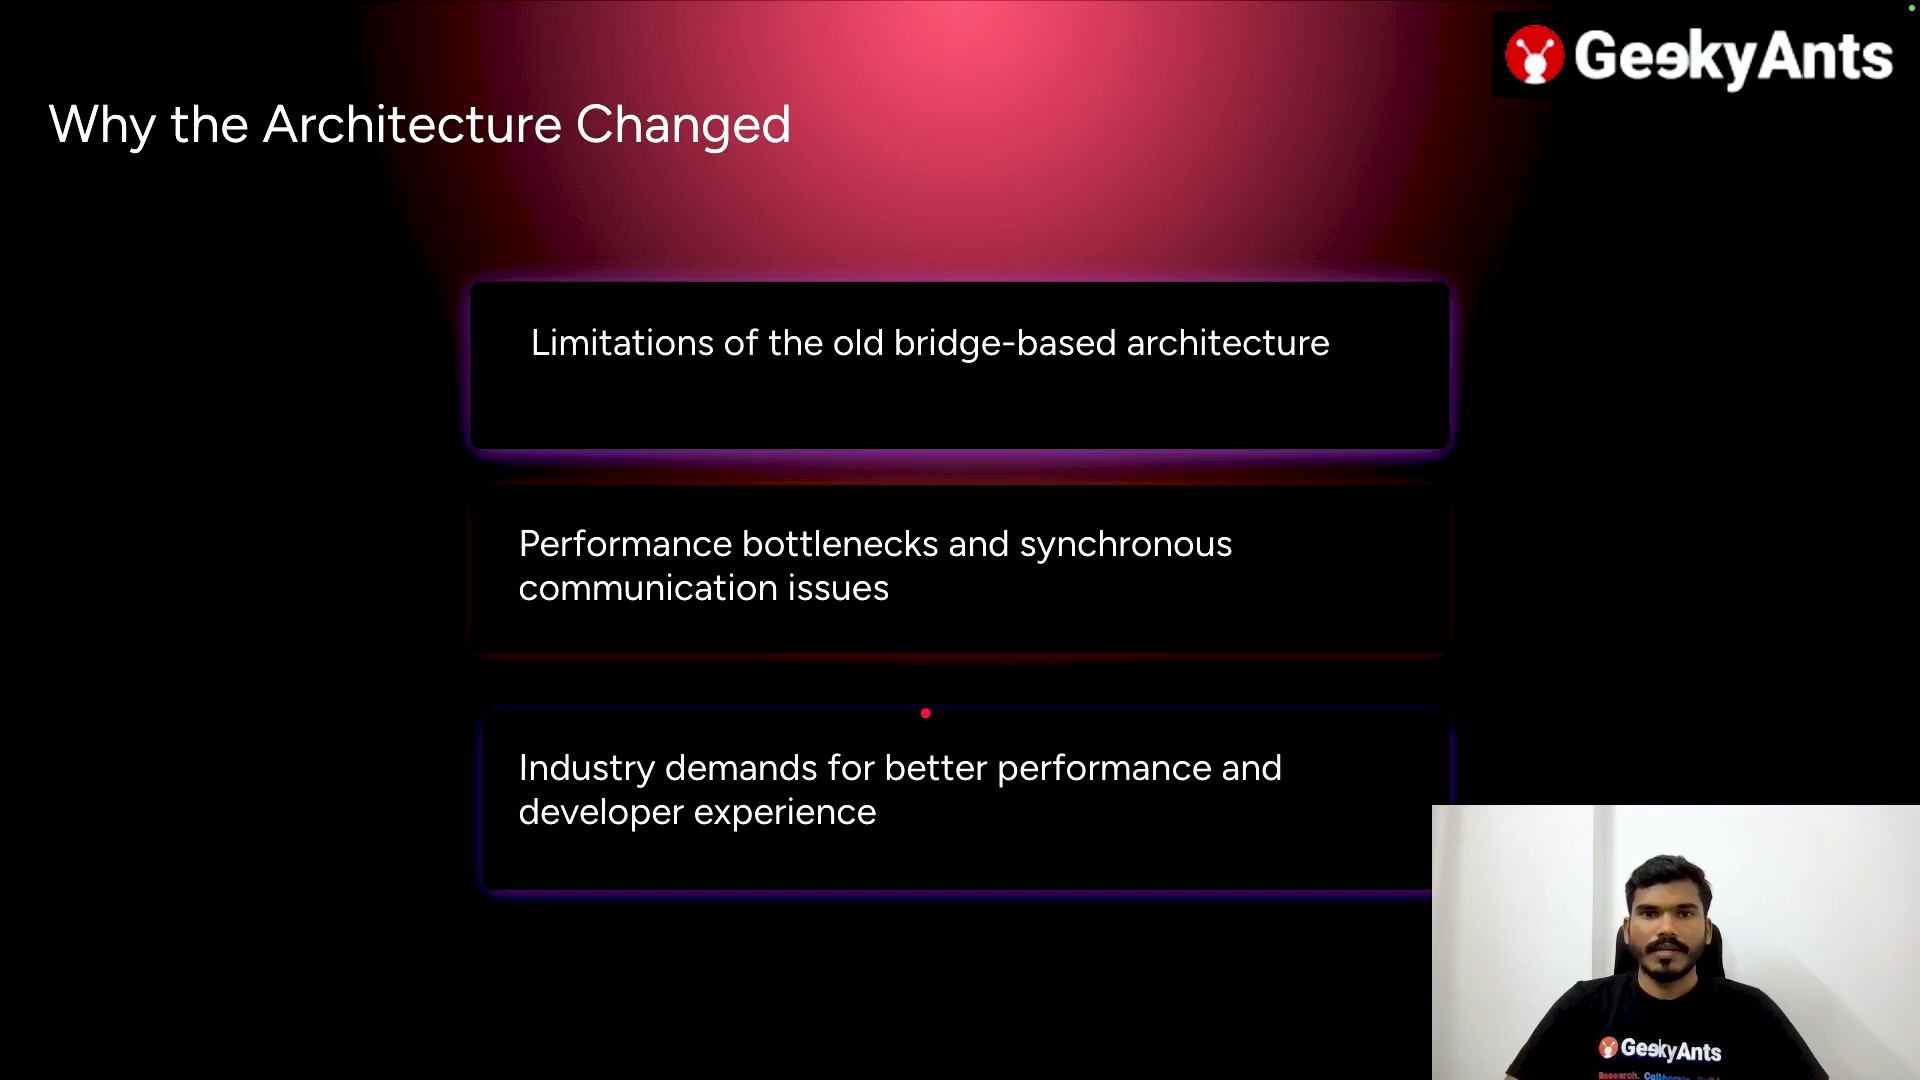 GeekyAnts
Why the Architecture Changed
Limitations of the old bridge-based architecture
Performance bottlenecks and synchronous
communication issues
Industry demands for better performance and
developer experience
GeekyAnts
Research.